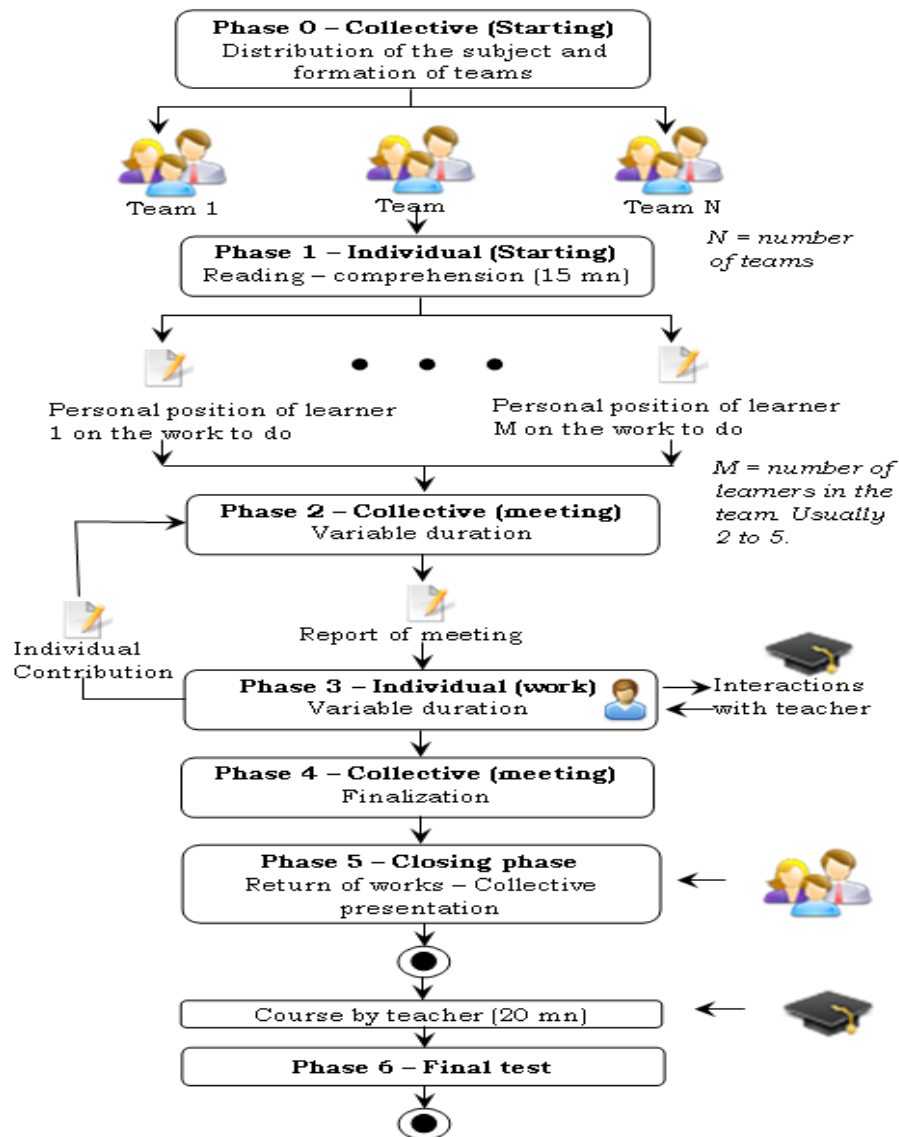 Phase 0 – Collective (Starting)
Distribution of the subject and
formation of teams
Team 1
Team
Team N
N = number
of teams
Phase 1 – Individual (Starting)
Reading – comprehension (15 mn)
Personal position of learner
1 on the work to do
Personal position of learner
M on the work to do
M = number of
learners in the
team. Usually
2 to 5.
Phase 2 – Collective (meeting)
Variable duration
Report of meeting
Individual
Contribution
Phase 3 – Individual (work)
Variable duration
Interactions
with teacher
Phase 4 – Collective (meeting)
Finalization
Phase 5 – Closing phase
Return of works – Collective
presentation
Course by teacher (20 mn)
Phase 6 – Final test